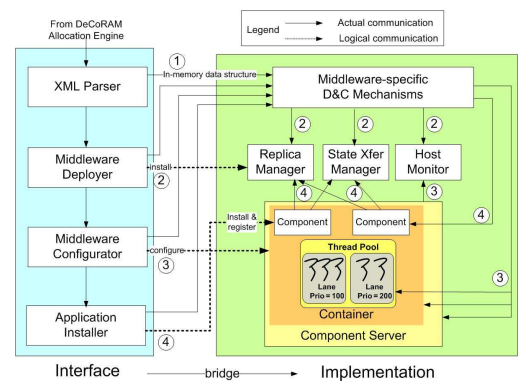 From DeCoRAM
Allocation Engine
Legend
Actual communication
Logical communication
1
In-memory data structure
XML Parser
Middleware-specific
D&C Mechanisms
2
2
2
Middleware
Deployer
install
2
Replica
Manager
State Xfer
Manager
Host
Monitor
4
4
3
4
Install &
register
Component
Component
Middleware
Configurator
configure
3
Thread Pool
Lane
Prio=100
Lane
Prio=200
3
Container
Application
Installer
4
Component Server
Interface
bridge
Implementation